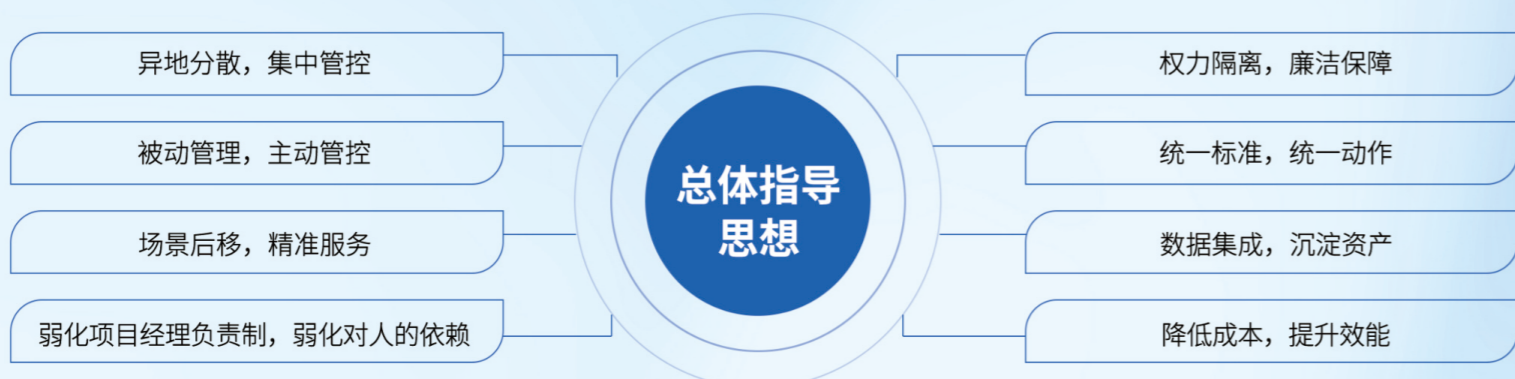 异地分散，集中管控
被动管理，主动管控
场景后移，精准服务
弱化项目经理负责制，弱化对人的依赖
总体指导
思想
权力隔离，廉洁保障
统一标准，统一动作
数据集成，沉淀资产
降低成本，提升效能